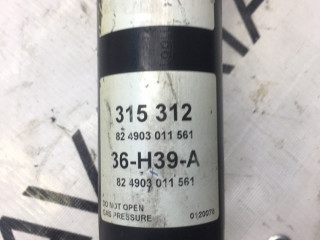 315 312
82 4903 011 561
36-H39-A
82 4903 011 561
DO NOT OPEN
GAS PRESSURE